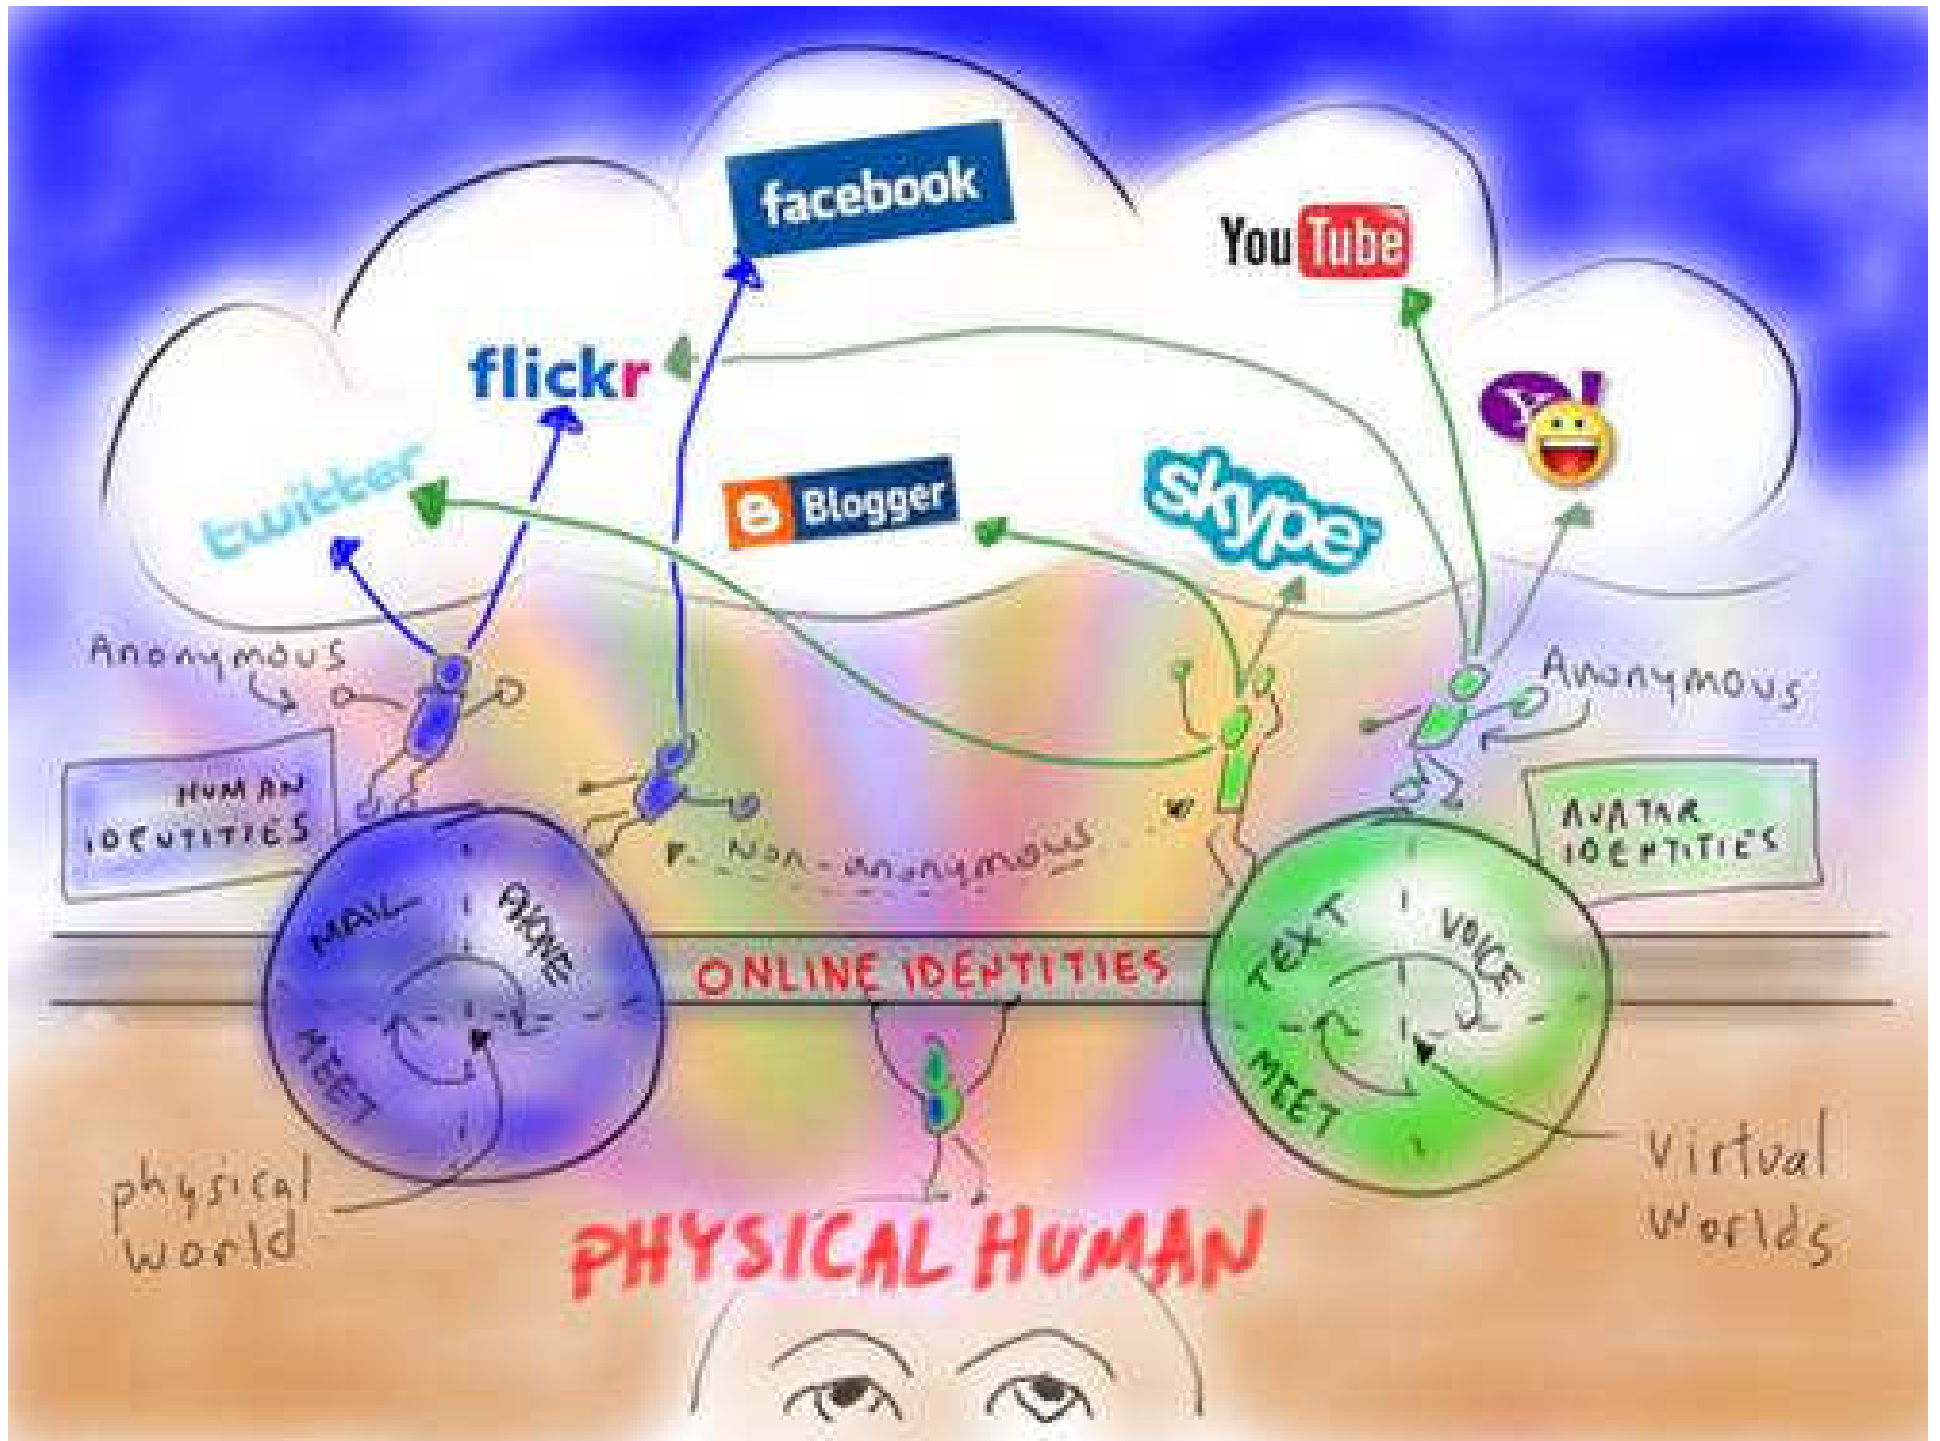 facebook
YouTube
flickr
twitter
Blogger
skype
Anonymous
Anonymous
HUMAN
IDENTITIES
AVATAR
IDENTITIES
Non-anonymous
MAIL
PHONE
MEET
TEXT
VOICE
MEET
ONLINE IDENTITIES
physical
world
Virtual
Worlds
PHYSICAL HUMAN